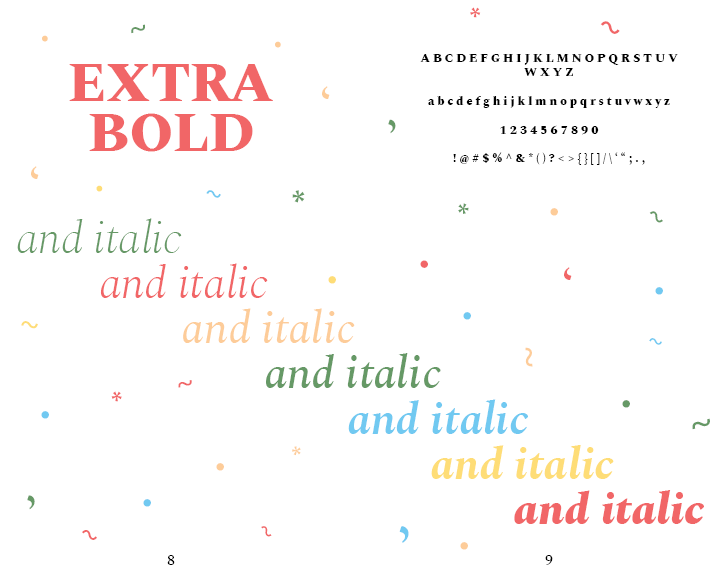 EXTRA
BOLD
A B C D E F G H I J K L M N O P Q R S T U V
W X Y Z
a b c d e f g h i j k l m n o p q r s t u v w x y z
1 2 3 4 5 6 7 8 9 0
! @ # $ % ^ & * ( ) ? < > { } [ ] / \ ‘ “ ; . ,
and italic
and italic
and italic
and italic
and italic
and italic
and italic
8
9